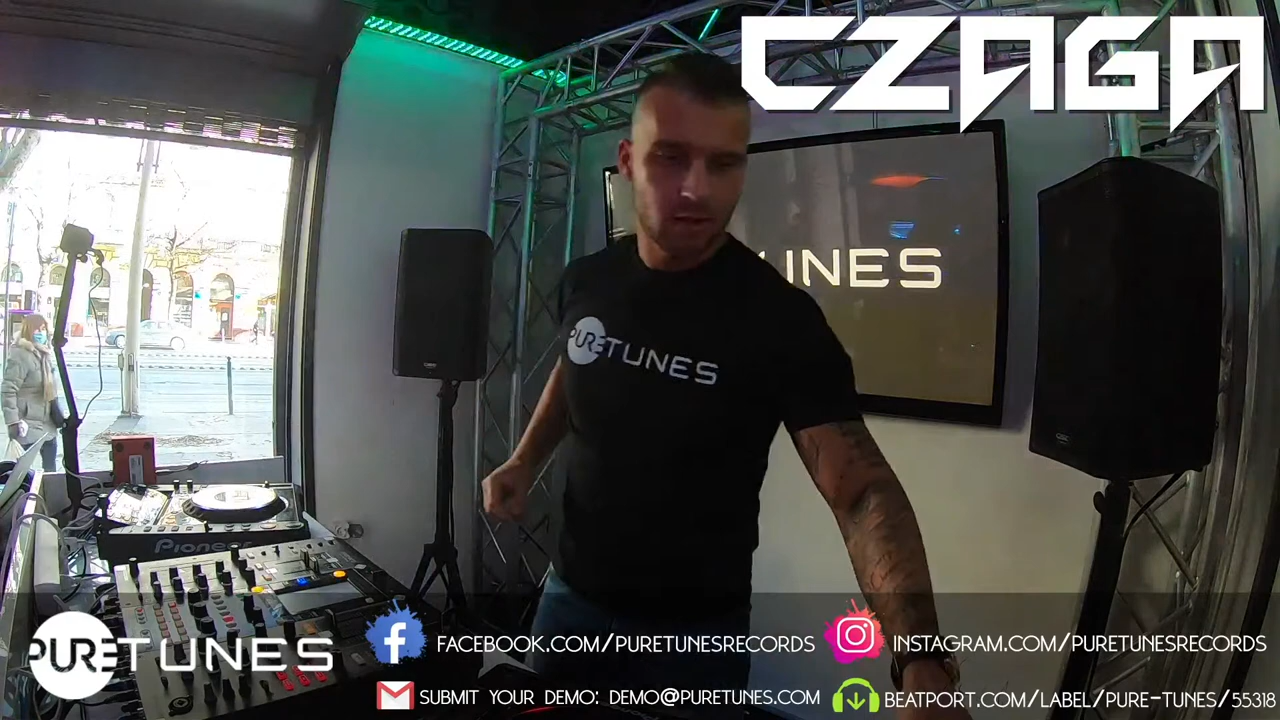 CZAGA
UNES
PURETUNES
Pioneer
PURETUNES
FACEBOOK.COM/PURETUNESRECORDS
INSTAGRAM.COM/PURETUNESRECORDS
SUBMIT YOUR DEMO: DEMO@PURETUNES.COM
BEATPORT.COM/LABEL/PURE-TUNES/55318